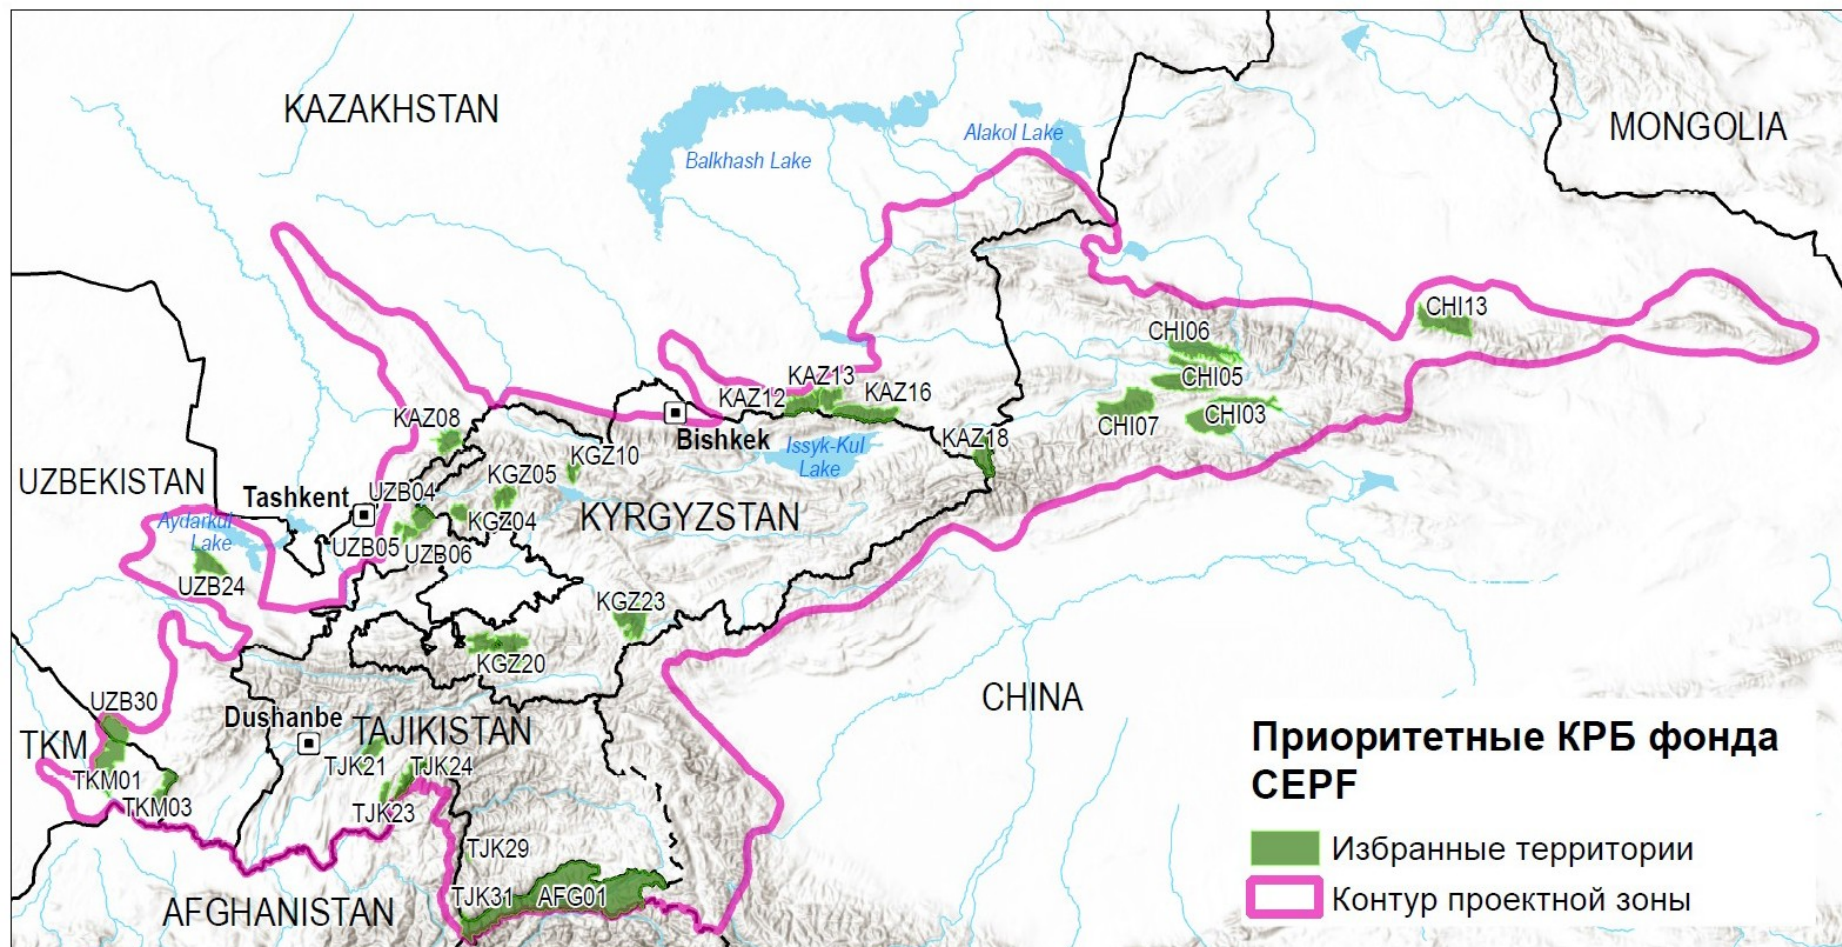 KAZAKHSTAN
MONGOLIA
Alakol Lake
Balkhash Lake
CHI13
CHI06
KAZ13
KAZ12
KAZ16
CHI05
KAZ08
CHI03
CHI07
Bishkek
Issyk-Kul
Lake
KAZ18
KGZ10
KGZ05
UZBEKISTAN
Tashkent
UZB04
KGZ04
KYRGYZSTAN
Aydarkul
Lake
UZB05
UZB06
UZB24
KGZ23
KGZ20
UZB30
CHINA
Dushanbe
TAJIKISTAN
TKM
TJK21
TJK24
TKM01
TKM03
TJK23
TJK29
TJK31
AFG01
AFGHANISTAN
Приоритетные КРБ фонда
CEPF
Избранные территории
Контур проектной зоны